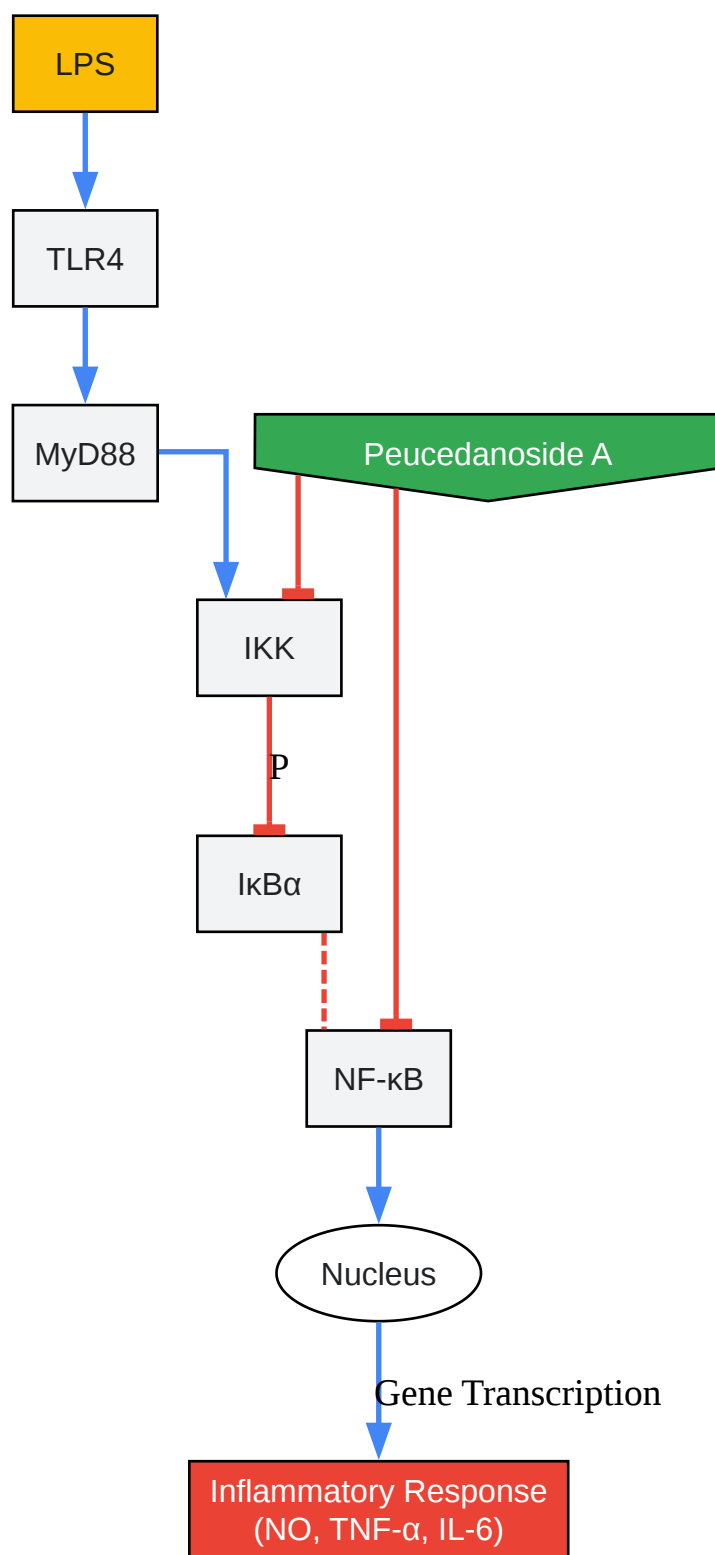 LPS
TLR4
MyD88
Peucedanoside A
IKK
P
IκBα
NF-κB
Nucleus
Gene Transcription
Inflammatory Response
(NO, TNF-α, IL-6)